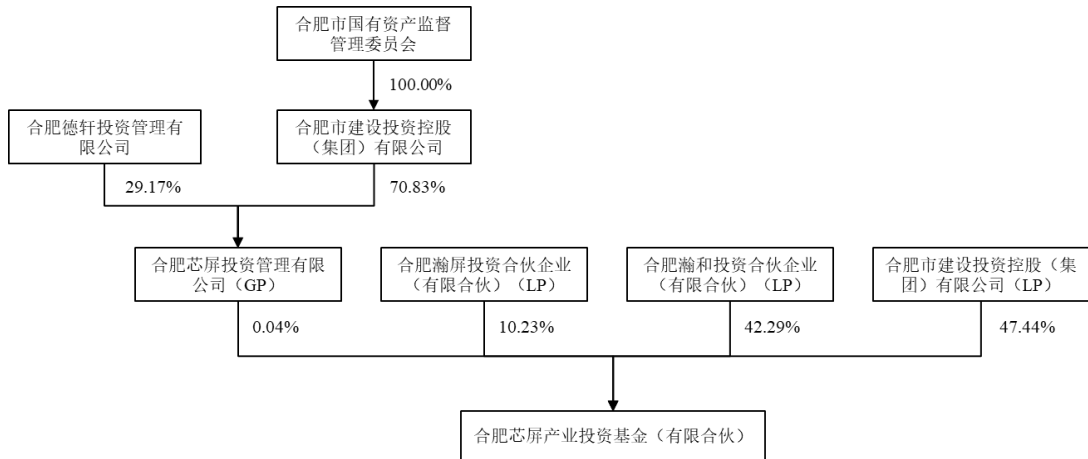 合肥市国有资产监督
管理委员会
100.00%
合肥德轩投资管理有
限公司
合肥市建设投资控股
（集团）有限公司
29.17%
70.83%
合肥芯屏投资管理有限
公司（GP）
合肥瀚屏投资合伙企业
（有限合伙）（LP）
合肥瀚和投资合伙企业
（有限合伙）（LP）
合肥市建设投资控股（集
团）有限公司（LP）
0.04%
10.23%
42.29%
47.44%
合肥芯屏产业投资基金（有限合伙）